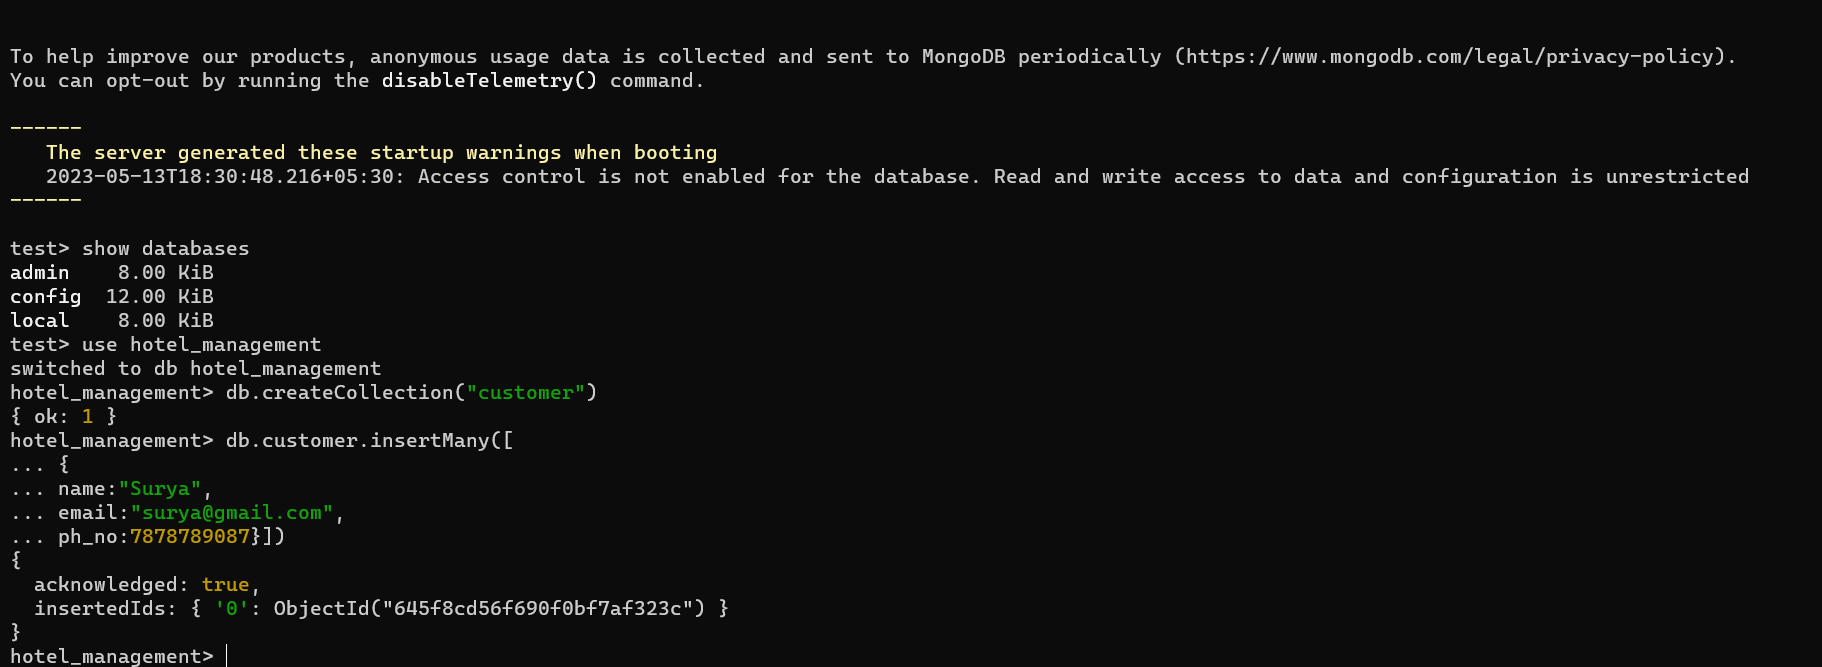 To help improve our products, anonymous usage data is collected and sent to MongoDB periodically (https://www.mongodb.com/legal/privacy-policy).
You can opt-out by running the disableTelemetry() command.
------
   The server generated these startup warnings when booting
   2023-05-13T18:30:48.216+05:30: Access control is not enabled for the database. Read and write access to data and configuration is unrestricted
------
test> show databases
admin    8.00 KiB
config  12.00 KiB
local    8.00 KiB
test> use hotel_management
switched to db hotel_management
hotel_management> db.createCollection("customer")
{ ok: 1 }
hotel_management> db.customer.insertMany([
... {
... name:"Surya",
... email:"surya@gmail.com",
... ph_no:7878789087}])
{
  acknowledged: true,
  insertedIds: { '0': ObjectId("645f8cd56f690f0bf7af323c") }
}
hotel_management>